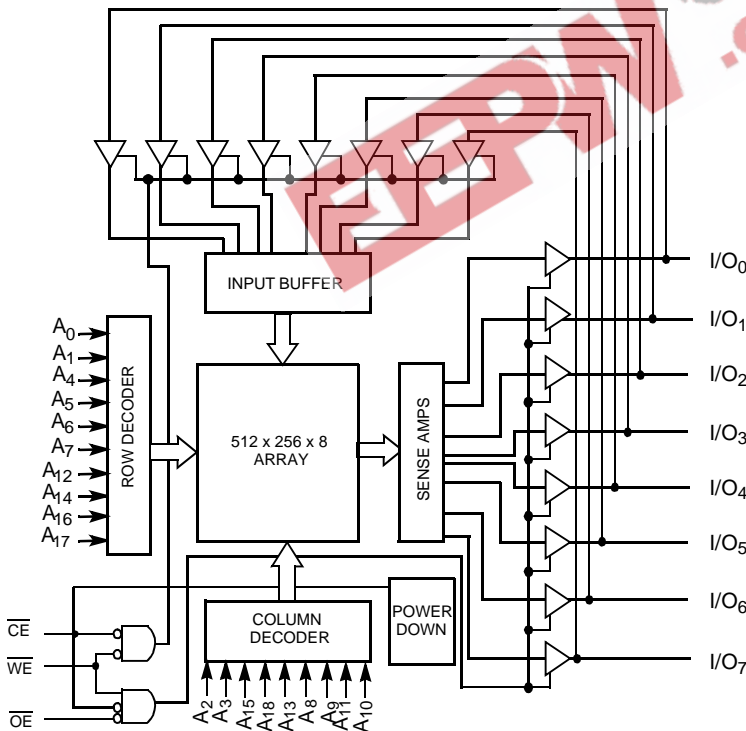 EEPW
INPUT BUFFER
A0
A1
A4
A5
A6
A7
A12
A14
A16
A17
ROW DECODER
512 x 256 x 8
ARRAY
SENSE AMPS
I/O0
I/O1
I/O2
I/O3
I/O4
I/O5
I/O6
I/O7
COLUMN
DECODER
POWER
DOWN
CE
WE
OE
A2
A3
A15
A18
A13
A8
A9
A11
A10